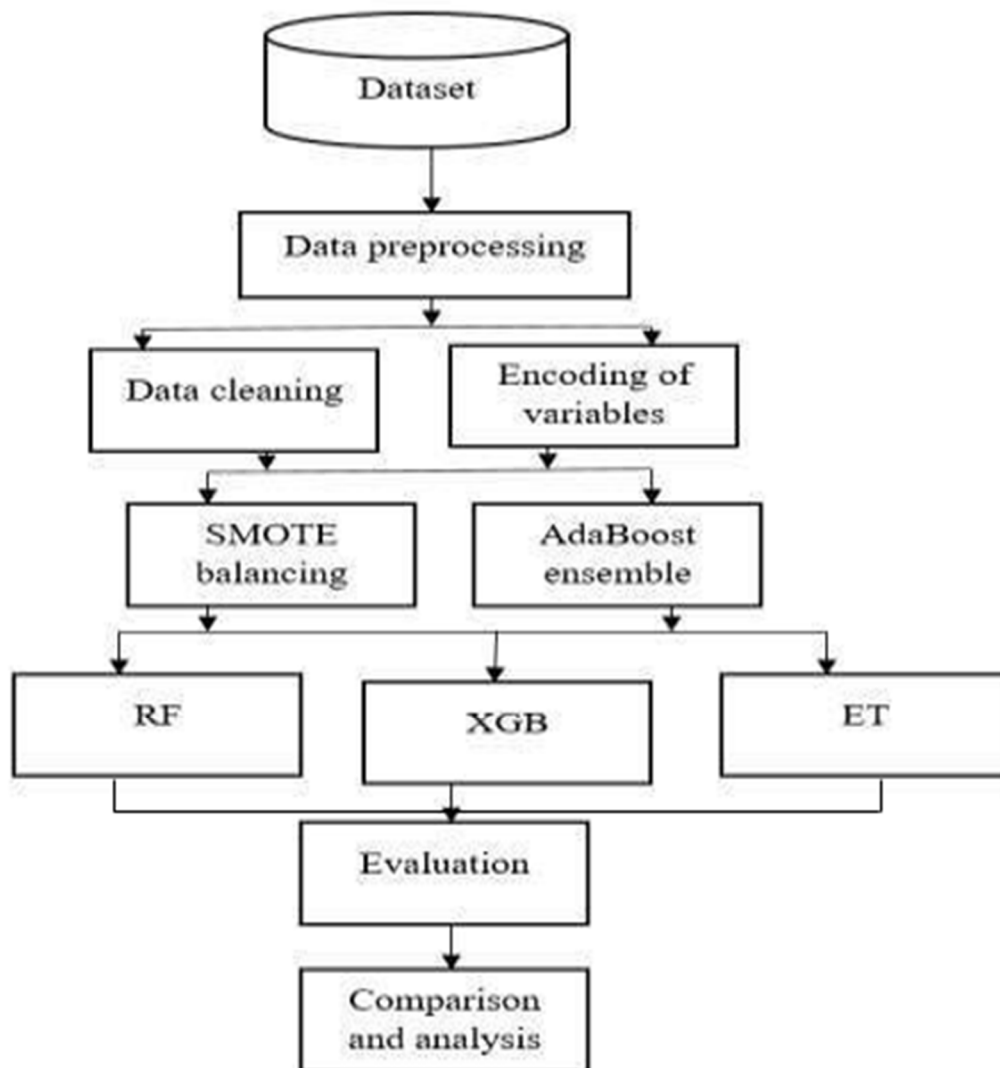 Dataset
Data preprocessing
Data cleaning
Encoding of
variables
SMOTE
balancing
AdaBoost
ensemble
RF
XGB
ET
Evaluation
Comparison
and analysis